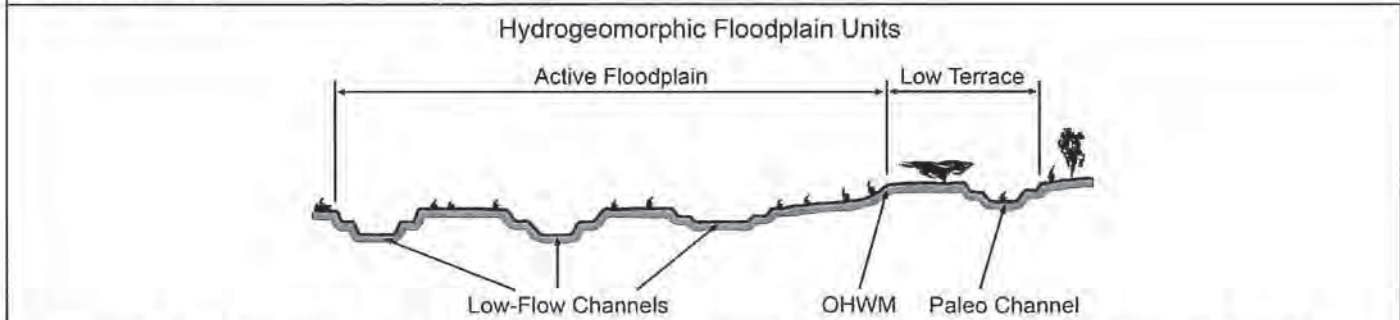 Hydrogeomorphic Floodplain Units
Active Floodplain
Low Terrace
Low-Flow Channels
OHWM
Paleo Channel